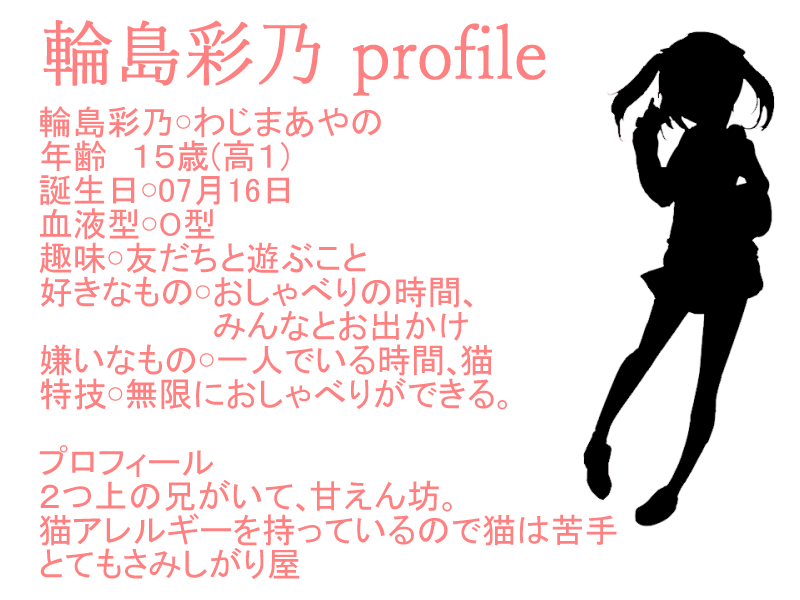 輪島彩乃 profile
輪島彩乃○わじまあやの
年齢　１５歳(高１)
誕生日○07月16日
血液型○O型
趣味○友だちと遊ぶこと
好きなもの○おしゃべりの時間、
みんなとお出かけ
嫌いなもの○一人でいる時間、猫
特技○無限におしゃべりができる。
プロフィール
２つ上の兄がいて、甘えん坊。
猫アレルギーを持っているので猫は苦手
とてもさみしがり屋